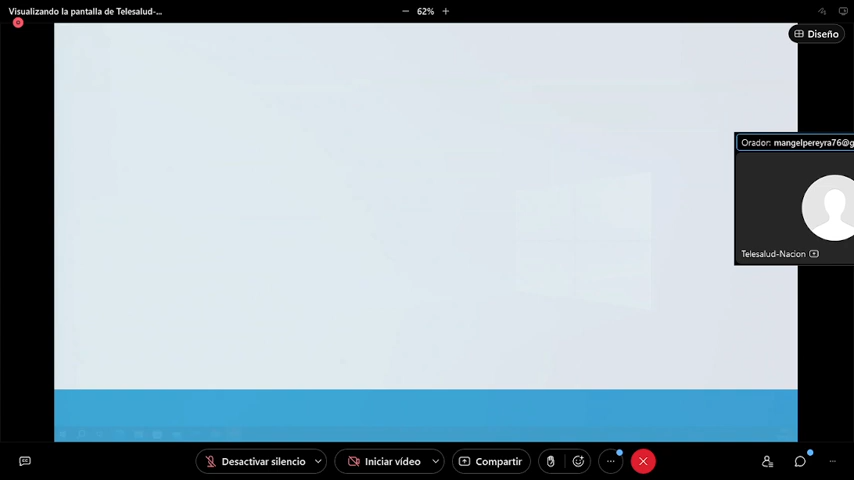 Visualizando la pantalla de Telesalud-...
62%
Diseño
Orador: mangelpereyra76@g
Telesalud-Nacion
Desactivar silencio
Iniciar vídeo
Compartir